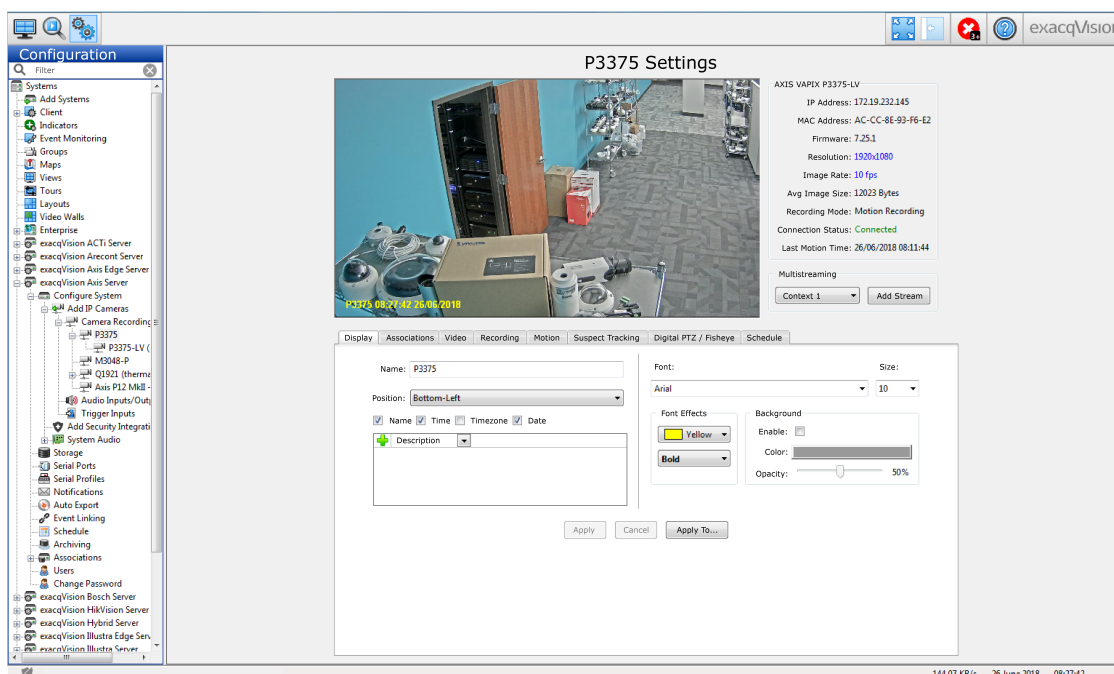 exacqVision
Configuration
Filter
Systems
Add Systems
Client
Indicators
Event Monitoring
Groups
Maps
Views
Tours
Layouts
Video Walls
Enterprise
exacqVision ACTi Server
exacqVision Arecont Server
exacqVision Axis Edge Server
exacqVision Axis Server
Configure System
Add IP Cameras
Camera Recording
P3375
P3375-LV (
M3048-P
Q1921 (therma
Axis P12 MkII -
Audio Inputs/Outp
Trigger Inputs
Add Security Integrati
System Audio
Storage
Serial Ports
Serial Profiles
Notifications
Auto Export
Event Linking
Schedule
Archiving
Associations
Users
Change Password
exacqVision Bosch Server
exacqVision HikVision Server
exacqVision Hybrid Server
exacqVision Illustra Edge Serv
exacqVision Illustra Server
P3375 Settings
P3375 08:27:42 26/06/2018
AXIS VAPIX P3375-LV
IP Address: 172.19.232.145
MAC Address: AC-CC-8E-93-F6-E2
Firmware: 7.25.1
Resolution: 1920x1080
Image Rate: 10 fps
Avg Image Size: 12023 Bytes
Recording Mode: Motion Recording
Connection Status: Connected
Last Motion Time: 26/06/2018 08:11:44
Multistreaming
Context 1 Add Stream
Display Associations Video Recording Motion Suspect Tracking Digital PTZ / Fisheye Schedule
Name: P3375
Position: Bottom-Left
Name Time Timezone Date
Description
Font: Size:
Arial 10
Font Effects
Yellow
Bold
Background
Enable:
Color:
Opacity: 50%
Apply Cancel Apply To...
144.07 KB/s 26 June 2018 08:27:42